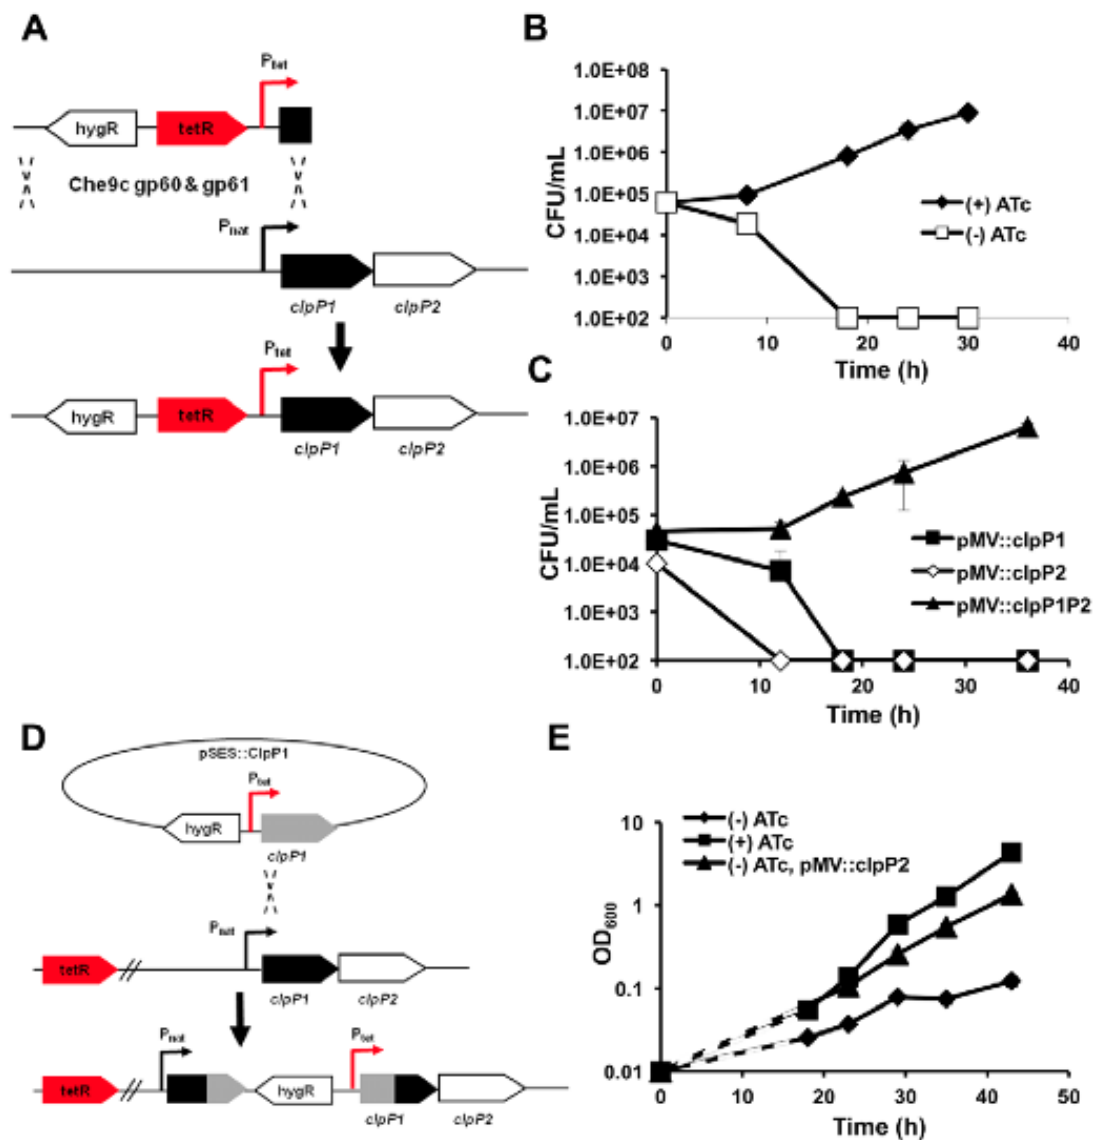 A
P_tet
hygR tetR
Che9c gp60 & gp61
P_nat
clpP1 clpP2
P_tet
hygR tetR
clpP1 clpP2
B
1.0E+08
1.0E+07
1.0E+06
1.0E+05
1.0E+04
1.0E+03
1.0E+02
CFU/mL
(+) ATc
(-) ATc
0 10 20 30 40
Time (h)
C
1.0E+07
1.0E+06
1.0E+05
1.0E+04
1.0E+03
1.0E+02
CFU/mL
pMV::clpP1
pMV::clpP2
pMV::clpP1P2
0 10 20 30 40
Time (h)
D
pSES::ClpP1
P_tet
hygR
clpP1
P_nat
tetR
clpP1 clpP2
P_nat P_tet
tetR hygR
clpP1 clpP2
E
(-) ATc
(+) ATc
(-) ATc, pMV::clpP2
10
1
0.1
0.01
OD600
0 10 20 30 40 50
Time (h)